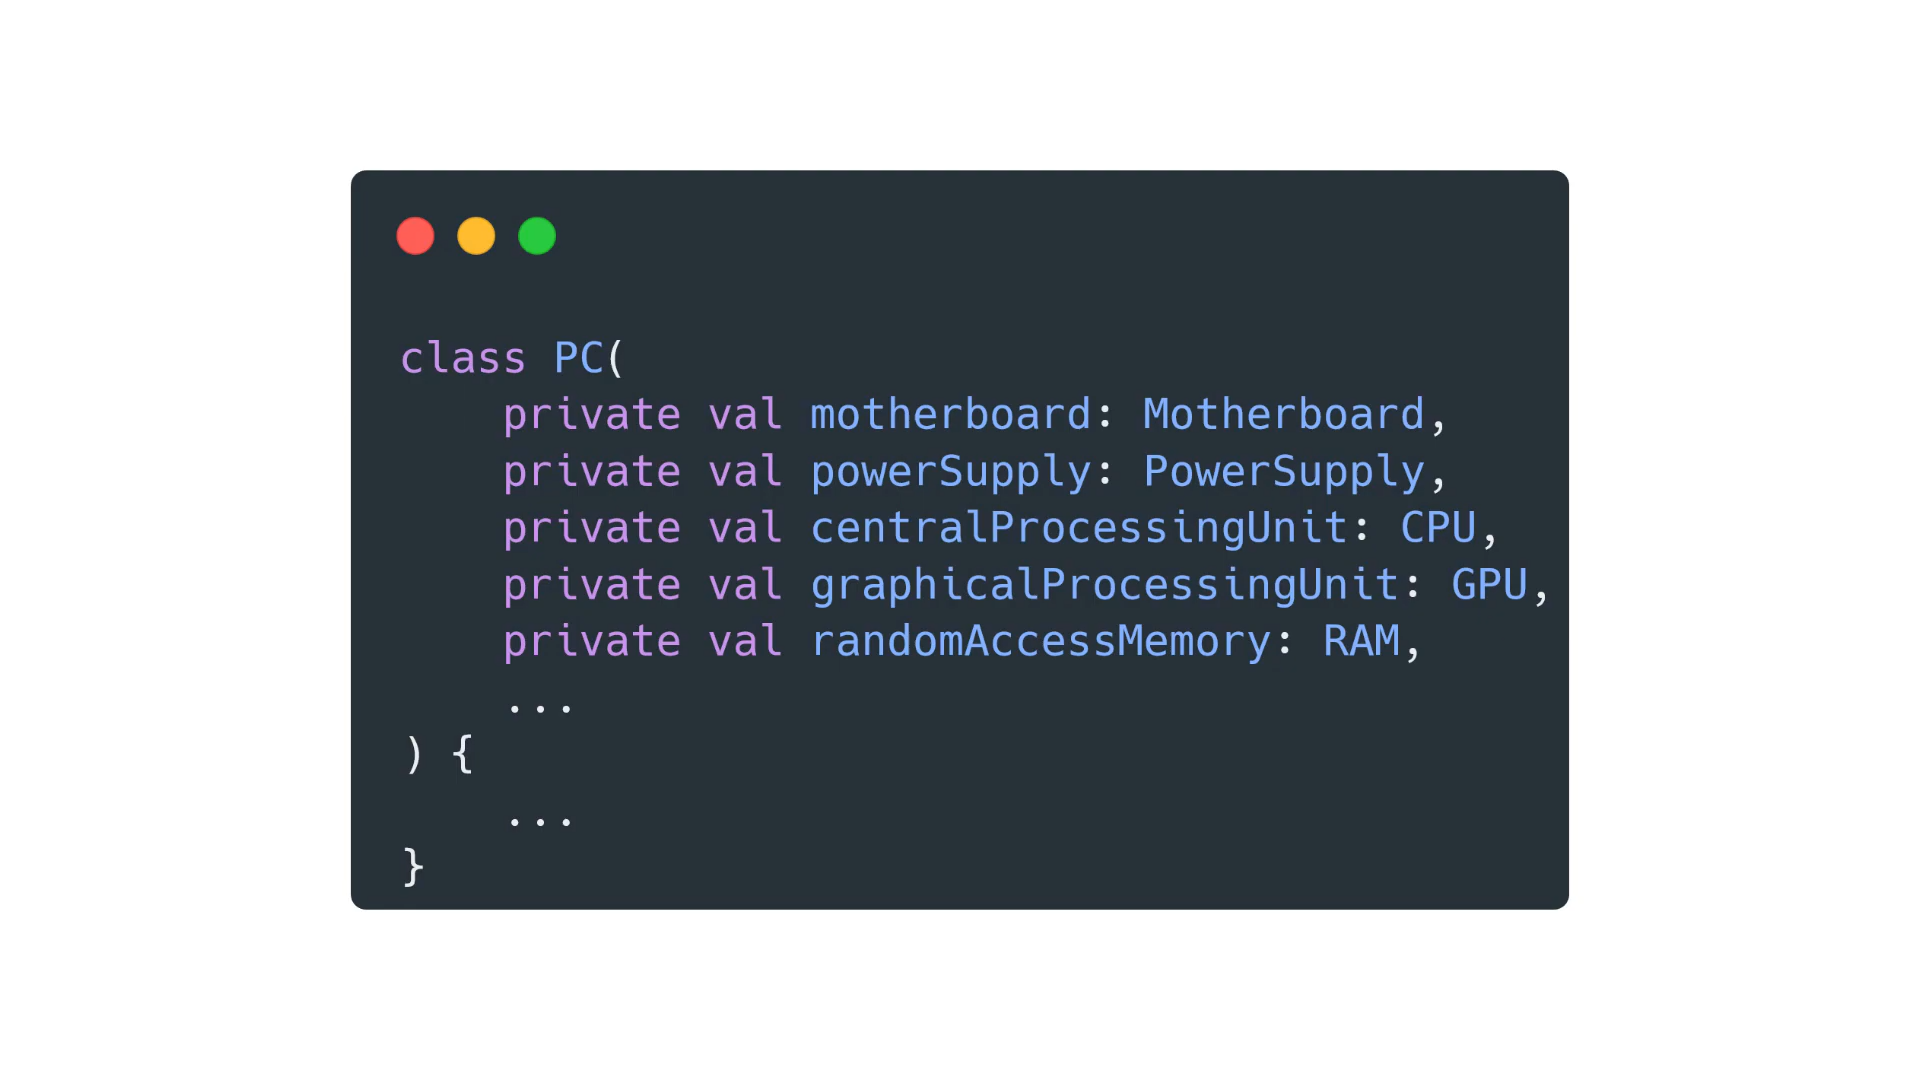 class PC(
    private val motherboard: Motherboard,
    private val powerSupply: PowerSupply,
    private val centralProcessingUnit: CPU,
    private val graphicalProcessingUnit: GPU,
    private val randomAccessMemory: RAM,
    ...
) {
    ...
}